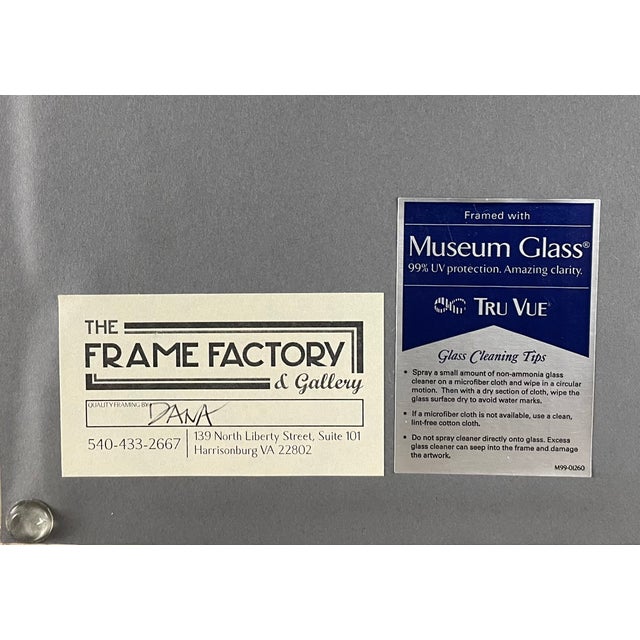 THE
FRAME FACTORY
& Gallery
QUALITY FRAMING BY: DANA
540-433-2667
139 North Liberty Street, Suite 101
Harrisonburg VA 22802
Framed with
Museum Glass®
99% UV protection. Amazing clarity.
TRU VUE®
Glass Cleaning Tips
• Spray a small amount of non-ammonia glass
cleaner on a microfiber cloth and wipe in a circular
motion. Then with a dry section of cloth, wipe the
glass surface dry to avoid water marks.
• If a microfiber cloth is not available, use a clean,
lint-free cotton cloth.
• Do not spray cleaner directly onto glass. Excess
glass cleaner can seep into the frame and damage
the artwork.
M99-01260